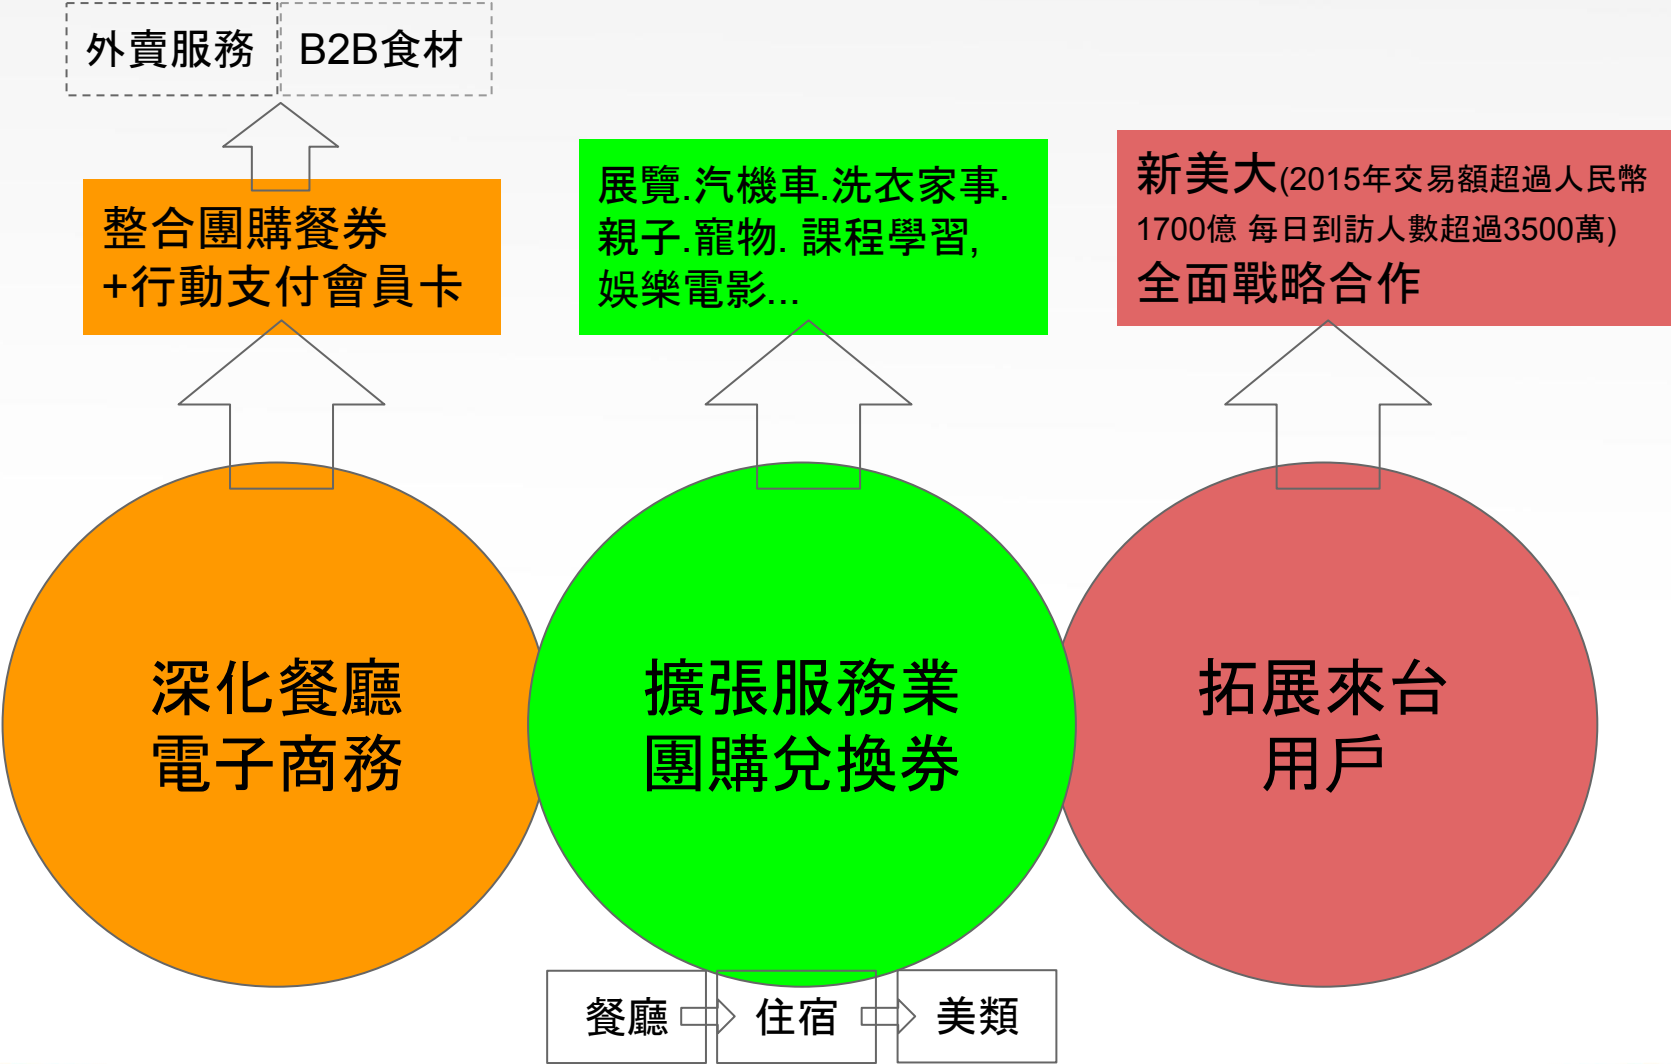 外賣服務
B2B食材
整合團購餐券
+行動支付會員卡
展覽.汽機車.洗衣家事.
親子.寵物. 課程學習,
娛樂電影...
新美大(2015年交易額超過人民幣
1700億 每日到訪人數超過3500萬)
全面戰略合作
深化餐廳
電子商務
擴張服務業
團購兌換券
拓展來台
用戶
餐廳
住宿
美類